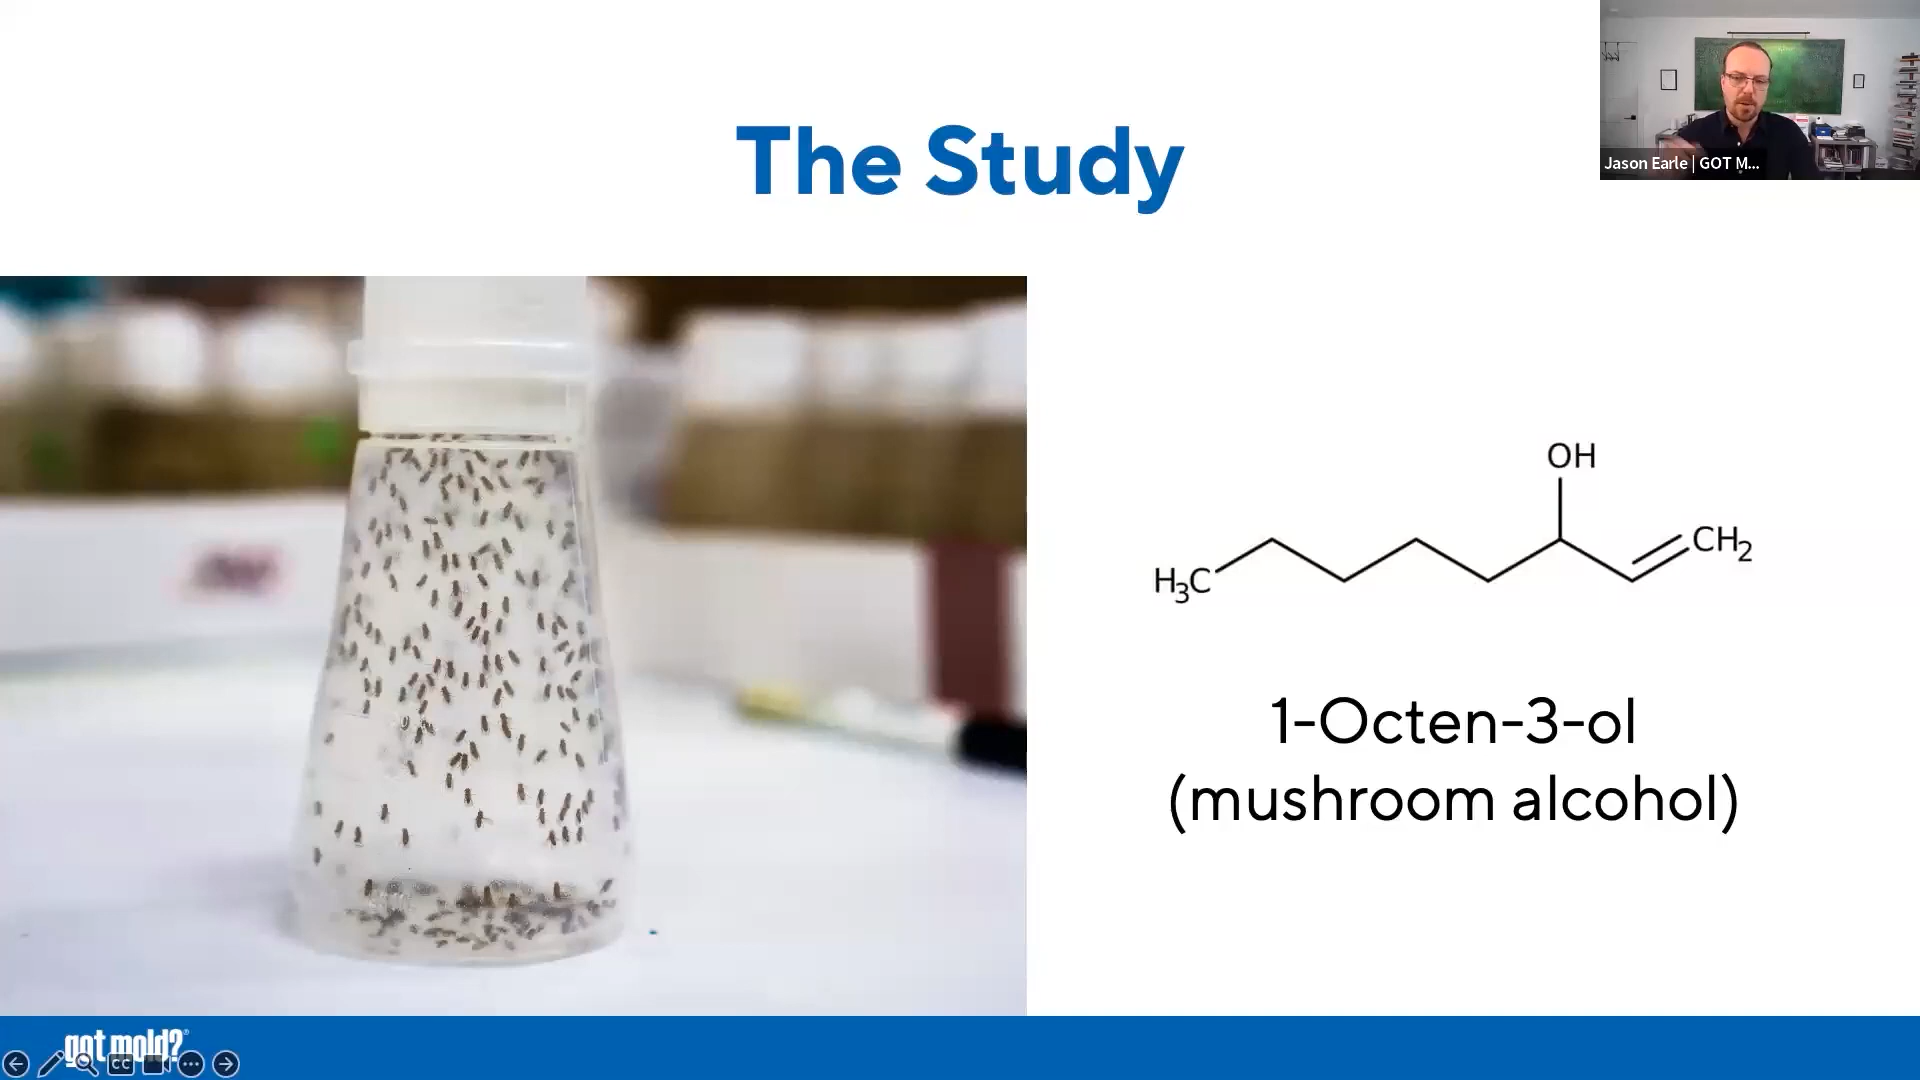 The Study
Jason Earle | GOT M...
OH
CH2
H3C
1-Octen-3-ol
(mushroom alcohol)
got mold?®
CC